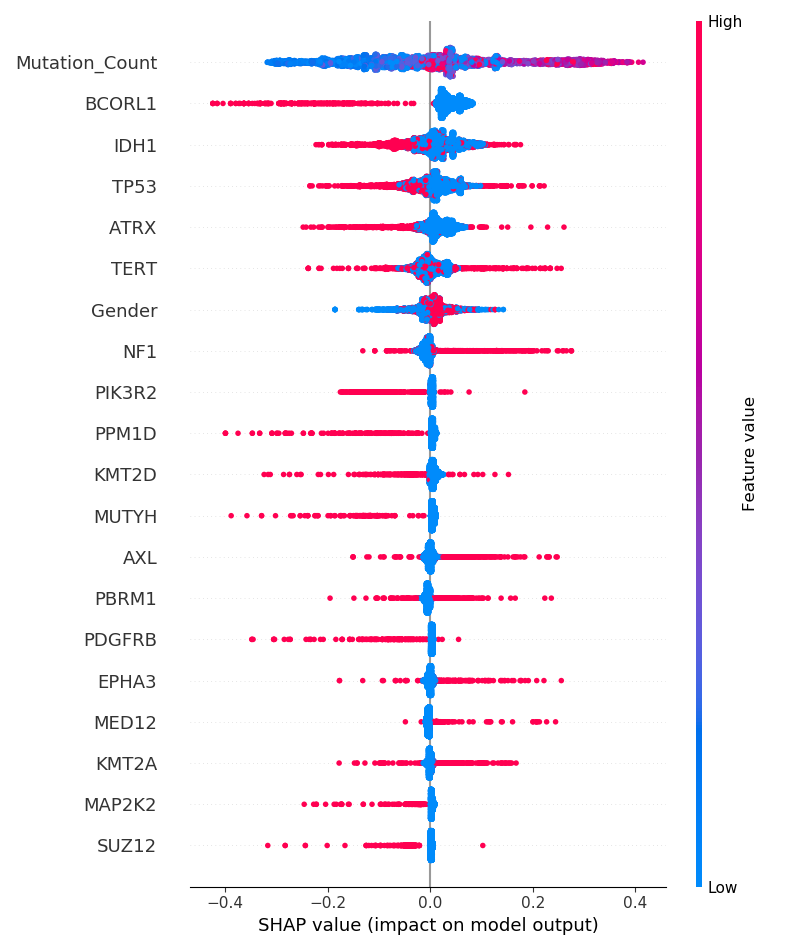 High
Mutation_Count
BCORL1
IDH1
TP53
ATRX
TERT
Gender
NF1
PIK3R2
PPM1D
KMT2D
MUTYH
AXL
PBRM1
PDGFRB
EPHA3
MED12
KMT2A
MAP2K2
SUZ12
Feature value
Low
−0.4 −0.2 0.0 0.2 0.4
SHAP value (impact on model output)